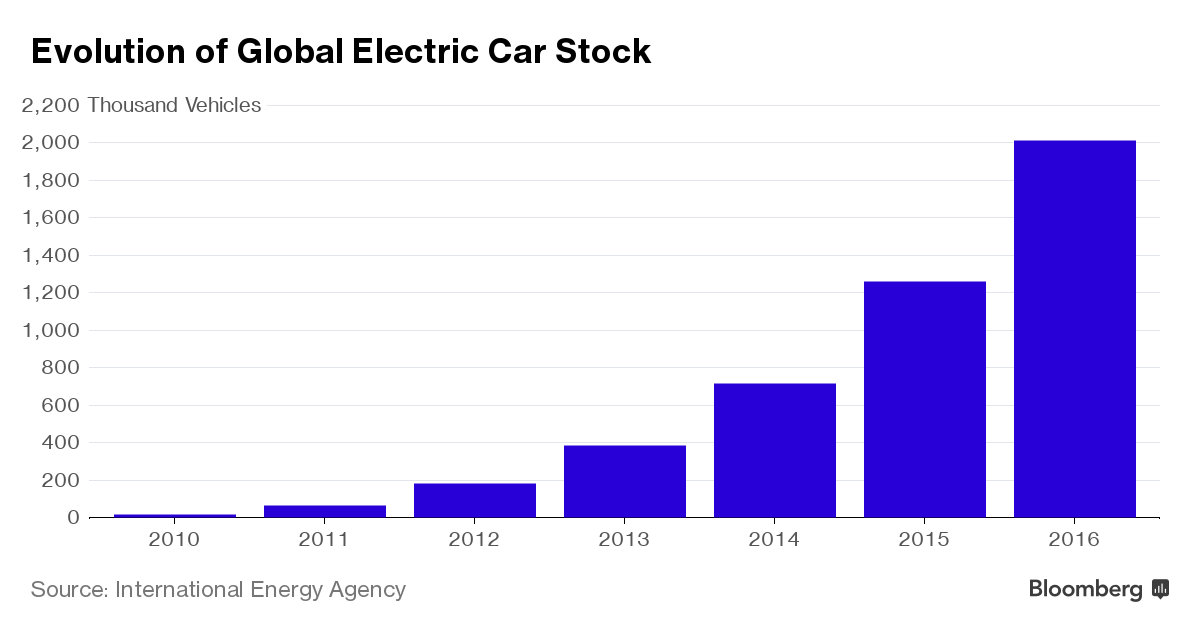 Evolution of Global Electric Car Stock
2,200 Thousand Vehicles
2,000
1,800
1,600
1,400
1,200
1,000
800
600
400
200
0
2010 2011 2012 2013 2014 2015 2016
Source: International Energy Agency
Bloomberg